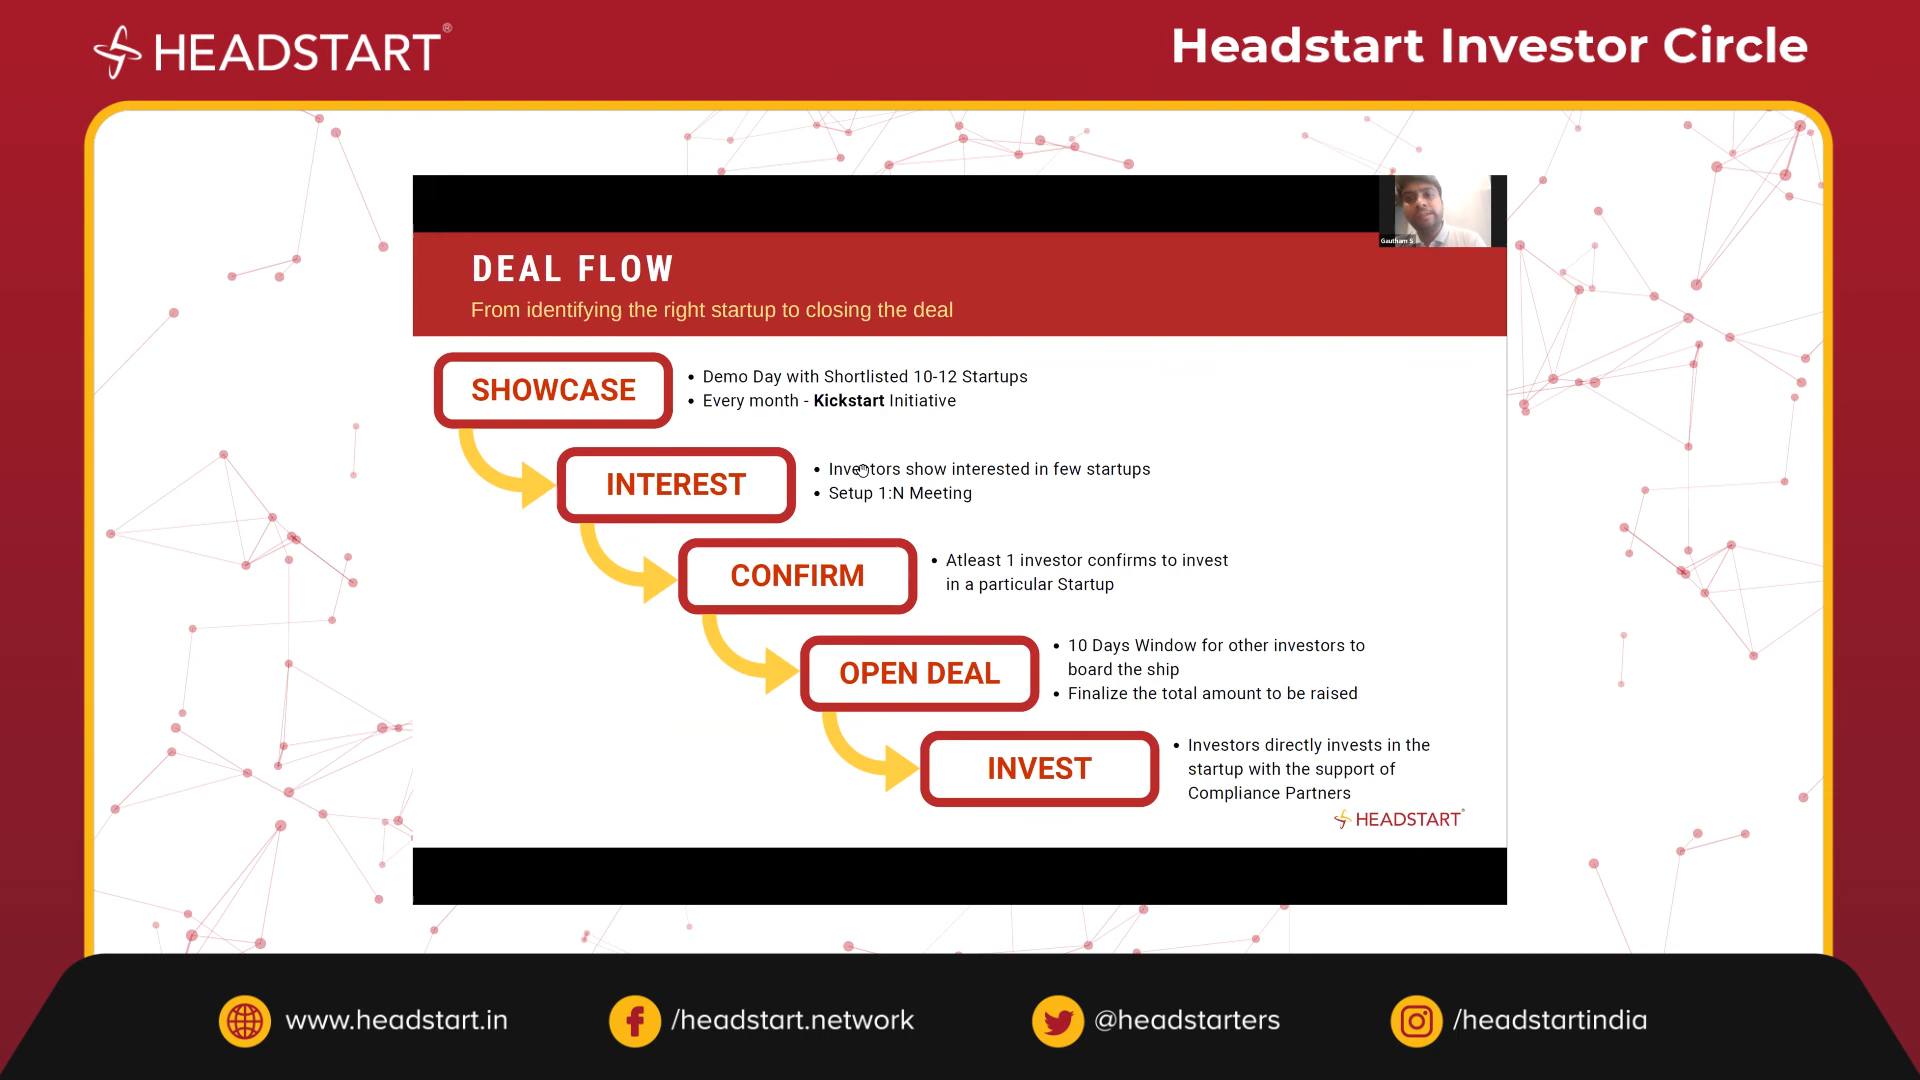 HEADSTART®
Headstart Investor Circle
Gautham S
DEAL FLOW
From identifying the right startup to closing the deal
SHOWCASE
• Demo Day with Shortlisted 10-12 Startups
• Every month - Kickstart Initiative
INTEREST
• Investors show interested in few startups
• Setup 1:N Meeting
CONFIRM
• Atleast 1 investor confirms to invest
in a particular Startup
OPEN DEAL
• 10 Days Window for other investors to
board the ship
• Finalize the total amount to be raised
INVEST
• Investors directly invests in the
startup with the support of
Compliance Partners
HEADSTART
www.headstart.in
/headstart.network
@headstarters
/headstartindia